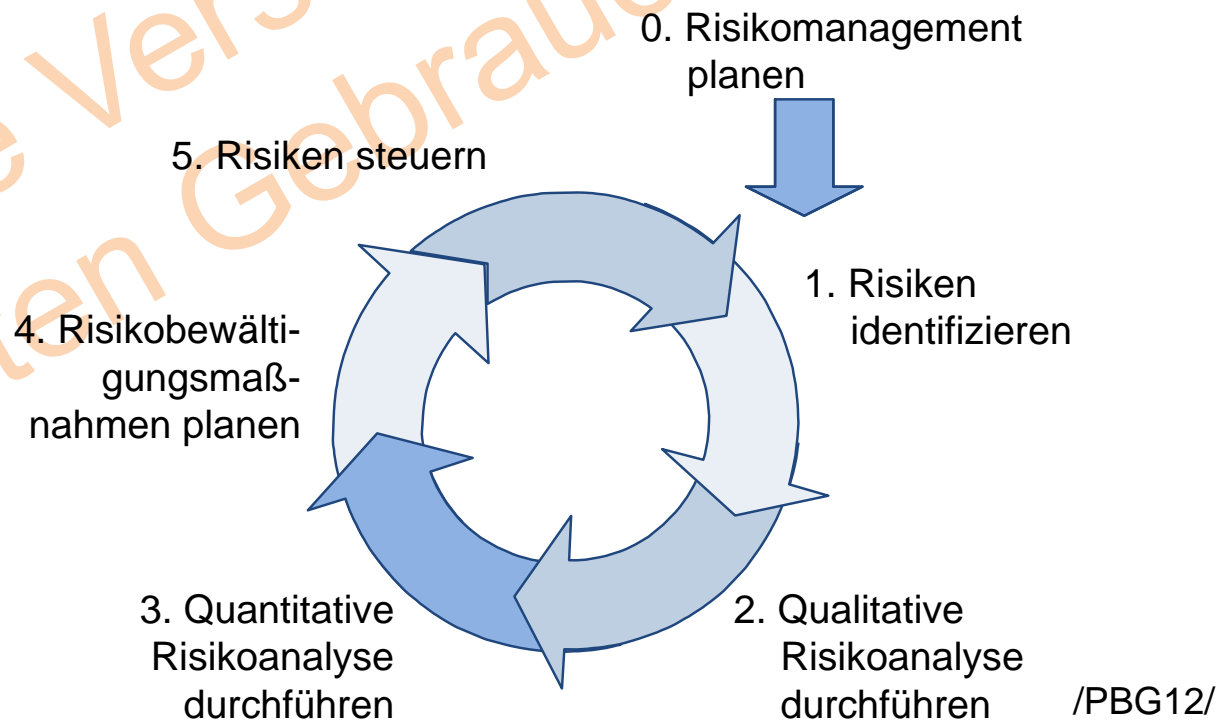 0. Risikomanagement
planen
5. Risiken steuern
1. Risiken
identifizieren
4. Risikobewälti-
gungsmaß-
nahmen planen
3. Quantitative
Risikoanalyse
durchführen
2. Qualitative
Risikoanalyse
durchführen
/PBG12/